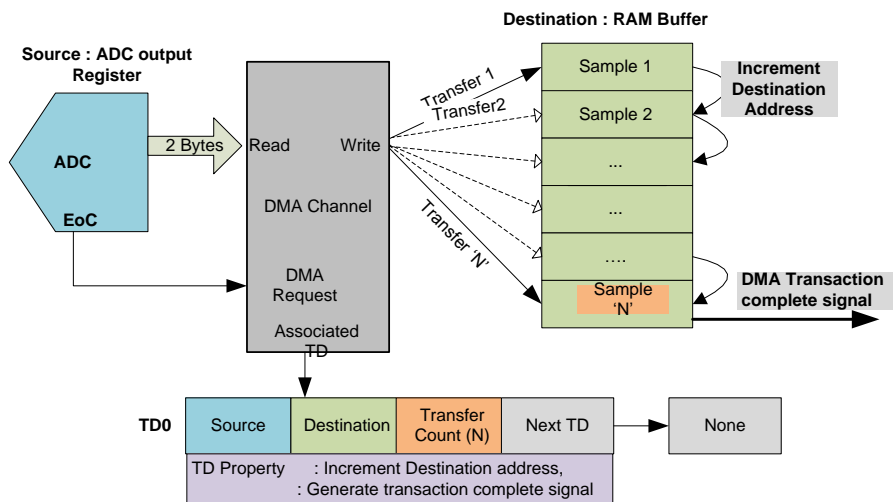 Source : ADC output
Register
Destination : RAM Buffer
ADC
EoC
2 Bytes
Read
Write
DMA Channel
DMA
Request
Associated
TD
Transfer 1
Transfer2
Transfer ‘N’
Sample 1
Sample 2
...
...
....
Sample
‘N’
Increment
Destination
Address
DMA Transaction
complete signal
TD0
Source
Destination
Transfer
Count (N)
Next TD
None
TD Property : Increment Destination address,
: Generate transaction complete signal